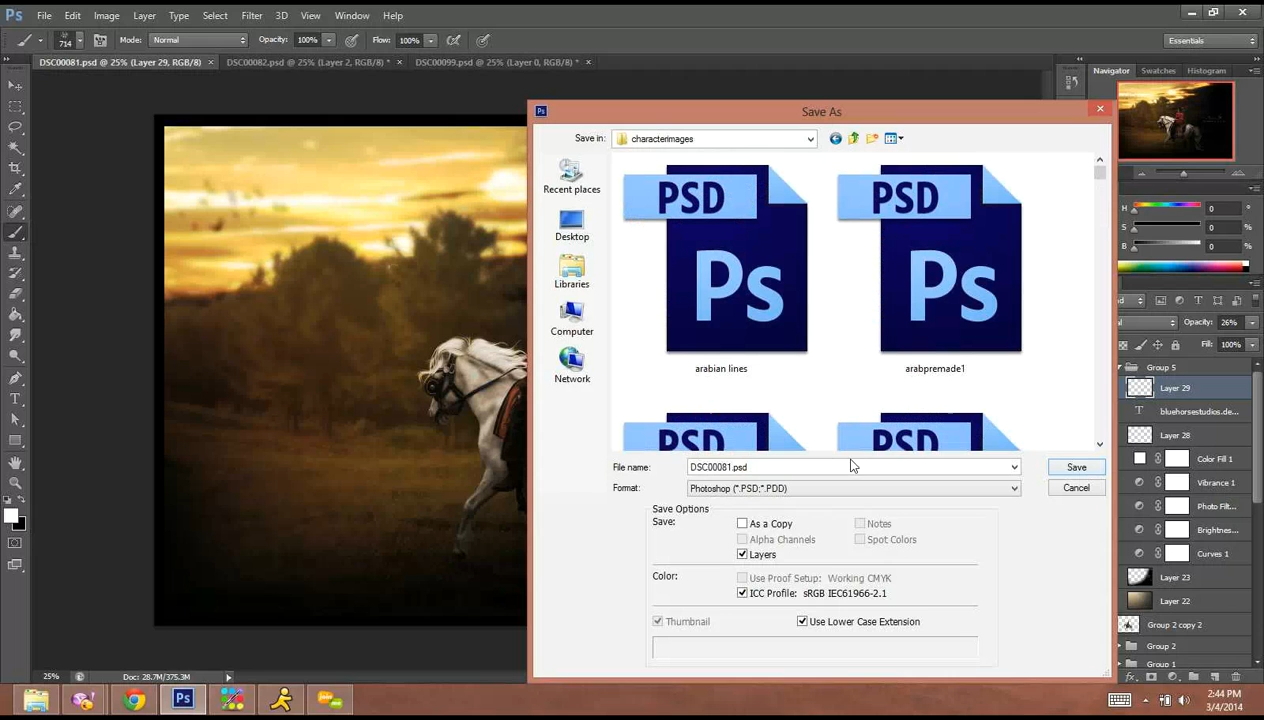 Ps File Edit Image Layer Type Select Filter 3D View Window Help
714 Mode: Normal Opacity: 100% Flow: 100% Essentials
DSC00081.psd @ 25% (Layer 29, RGB/8) × DSC00082.psd @ 25% (Layer 2, RGB/8) * × DSC00099.psd @ 25% (Layer 0, RGB/8) * ×
Navigator Swatches Histogram
Save As
Save in: characterimages
Recent places
Desktop
Libraries
Computer
Network
PSD PSD
Ps Ps
arabian lines arabpremade1
PSD PSD
File name: DSC00081.psd Save
Format: Photoshop (*.PSD;*.PDD) Cancel
Save Options
Save: As a Copy Notes
Alpha Channels Spot Colors
Layers
Color: Use Proof Setup: Working CMYK
ICC Profile: sRGB IEC61966-2.1
Thumbnail Use Lower Case Extension
H 0 °
S 0 %
B 0 %
Opacity: 26%
Fill: 100%
Group 5
Layer 29
T bluehorsestudios.de...
Layer 28
Color Fill 1
Vibrance 1
Photo Filt...
Brightnes...
Curves 1
Layer 23
Layer 22
Group 2 copy 2
Group 2
Group 1
25% Doc: 28.7M/375.3M
Ps
2:44 PM
3/4/2014